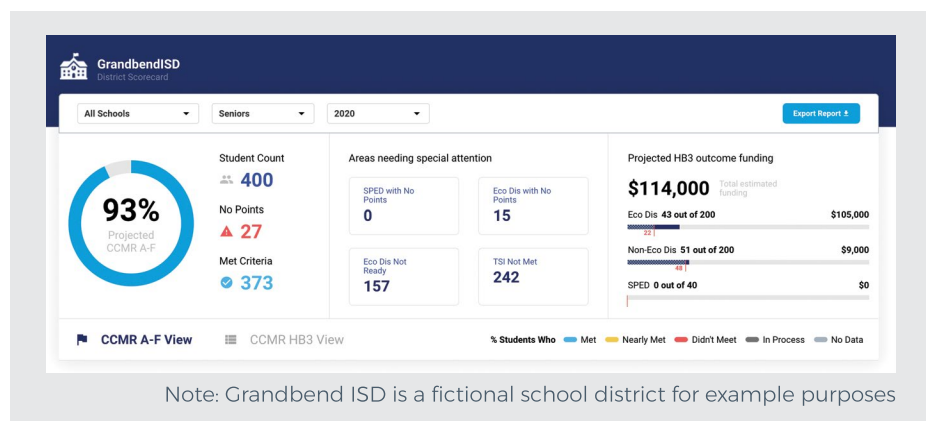 GrandbendISD
District Scorecard
All Schools
Seniors
2020
Export Report
93%
Projected
CCMR A-F
Student Count
400
No Points
27
Met Criteria
373
Areas needing special attention
SPED with No
Points
0
Eco Dis with No
Points
15
Eco Dis Not
Ready
157
TSI Not Met
242
Projected HB3 outcome funding
$114,000 Total estimated
funding
Eco Dis 43 out of 200 $105,000
22
Non-Eco Dis 51 out of 200 $9,000
48
SPED 0 out of 40 $0
CCMR A-F View
CCMR HB3 View
% Students Who Met Nearly Met Didn't Meet In Process No Data
Note: Grandbend ISD is a fictional school district for example purposes